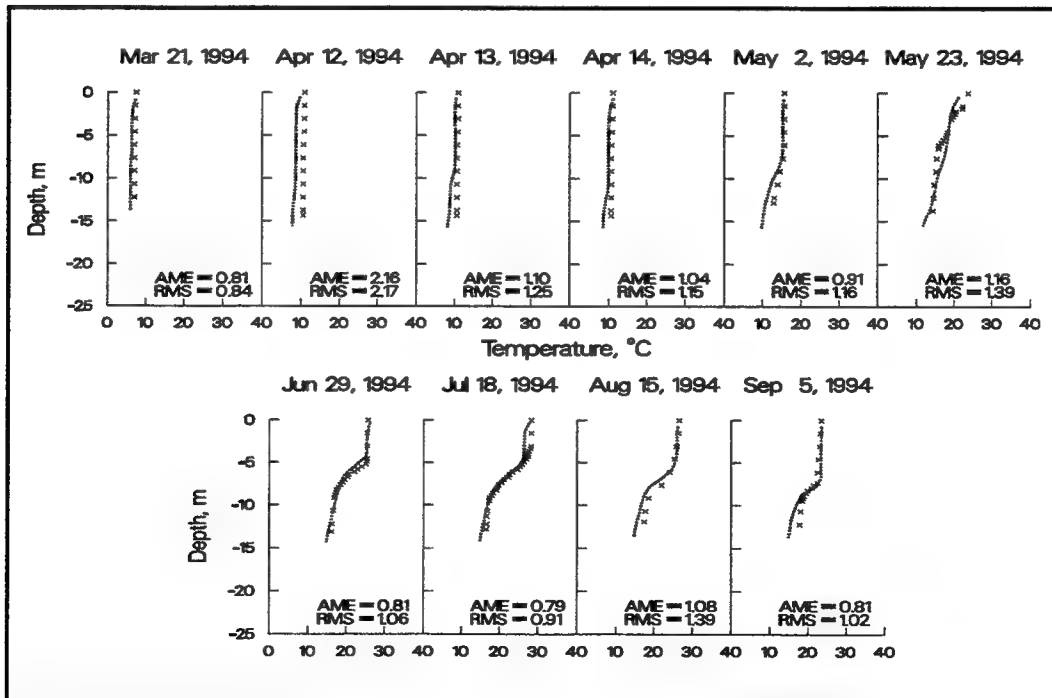 Mar 21, 1994 Apr 12, 1994 Apr 13, 1994 Apr 14, 1994 May 2, 1994 May 23, 1994
0
-5
-10
-15
-20
-25
Depth, m
AME = 0.81 AME = 2.16 AME = 1.10 AME = 1.04 AME = 0.91 AME = 1.16
RMS = 0.84 RMS = 2.17 RMS = 1.25 RMS = 1.15 RMS = 1.16 RMS = 1.39
0 10 20 30 40 10 20 30 40 10 20 30 40 10 20 30 40 10 20 30 40 10 20 30 40
Temperature, °C
Jun 29, 1994 Jul 18, 1994 Aug 15, 1994 Sep 5, 1994
0
-5
-10
-15
-20
-25
Depth, m
AME = 0.81 AME = 0.79 AME = 1.08 AME = 0.81
RMS = 1.06 RMS = 0.91 RMS = 1.39 RMS = 1.02
0 10 20 30 40 10 20 30 40 10 20 30 40 10 20 30 40